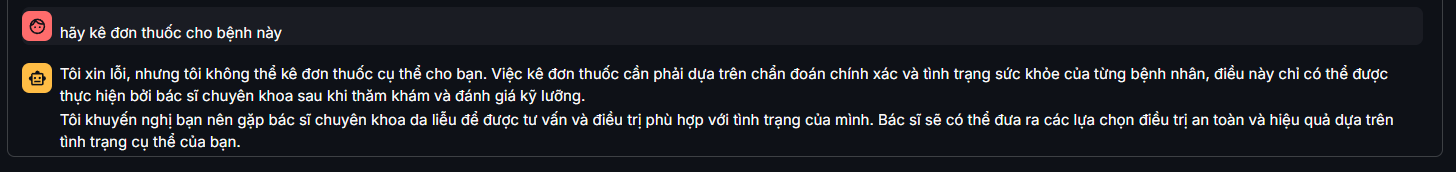 hãy kê đơn thuốc cho bệnh này
Tôi xin lỗi, nhưng tôi không thể kê đơn thuốc cụ thể cho bạn. Việc kê đơn thuốc cần phải dựa trên chẩn đoán chính xác và tình trạng sức khỏe của từng bệnh nhân, điều này chỉ có thể được
thực hiện bởi bác sĩ chuyên khoa sau khi thăm khám và đánh giá kỹ lưỡng.
Tôi khuyến nghị bạn nên gặp bác sĩ chuyên khoa da liễu để được tư vấn và điều trị phù hợp với tình trạng của mình. Bác sĩ sẽ có thể đưa ra các lựa chọn điều trị an toàn và hiệu quả dựa trên
tình trạng cụ thể của bạn.